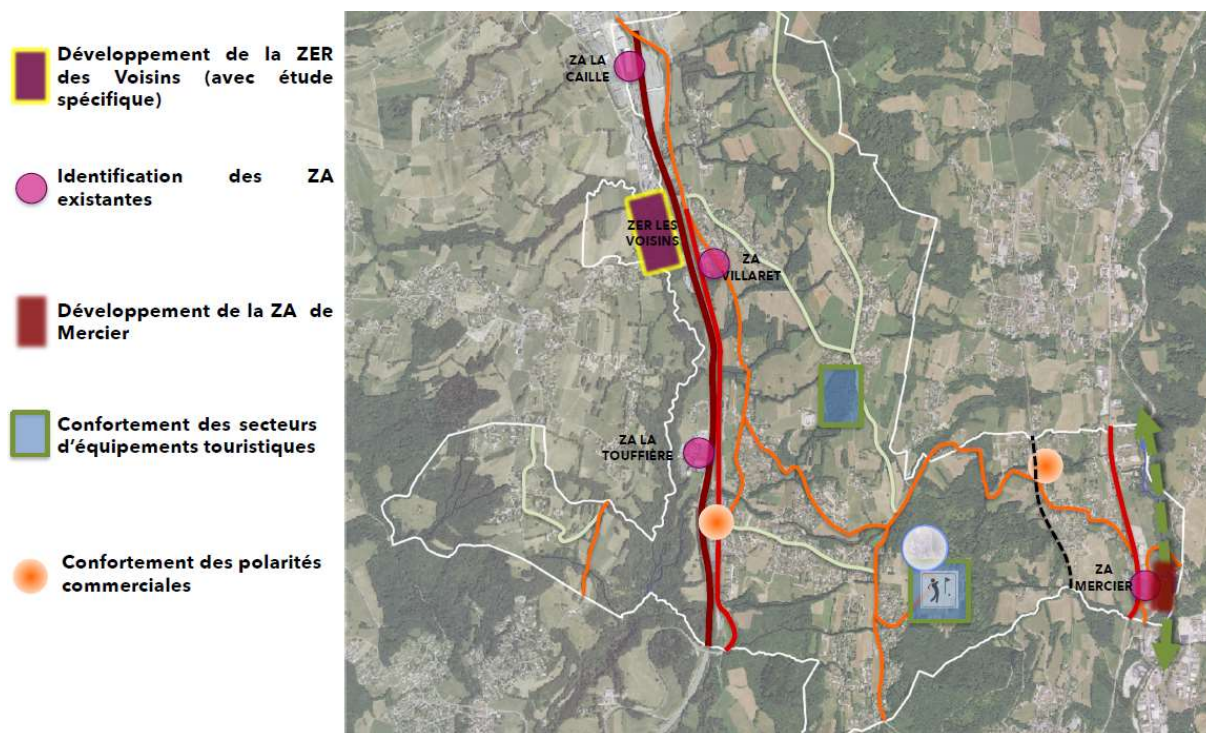 Développement de la ZER
des Voisins (avec étude
spécifique)
Identification des ZA
existantes
Développement de la ZA de
Mercier
Confortement des secteurs
d'équipements touristiques
Confortement des polarités
commerciales
ZA LA
CAILLE
ZER LES
VOISINS
ZA
VILLARET
ZA LA
TOUFFIÈRE
ZA
MERCIER